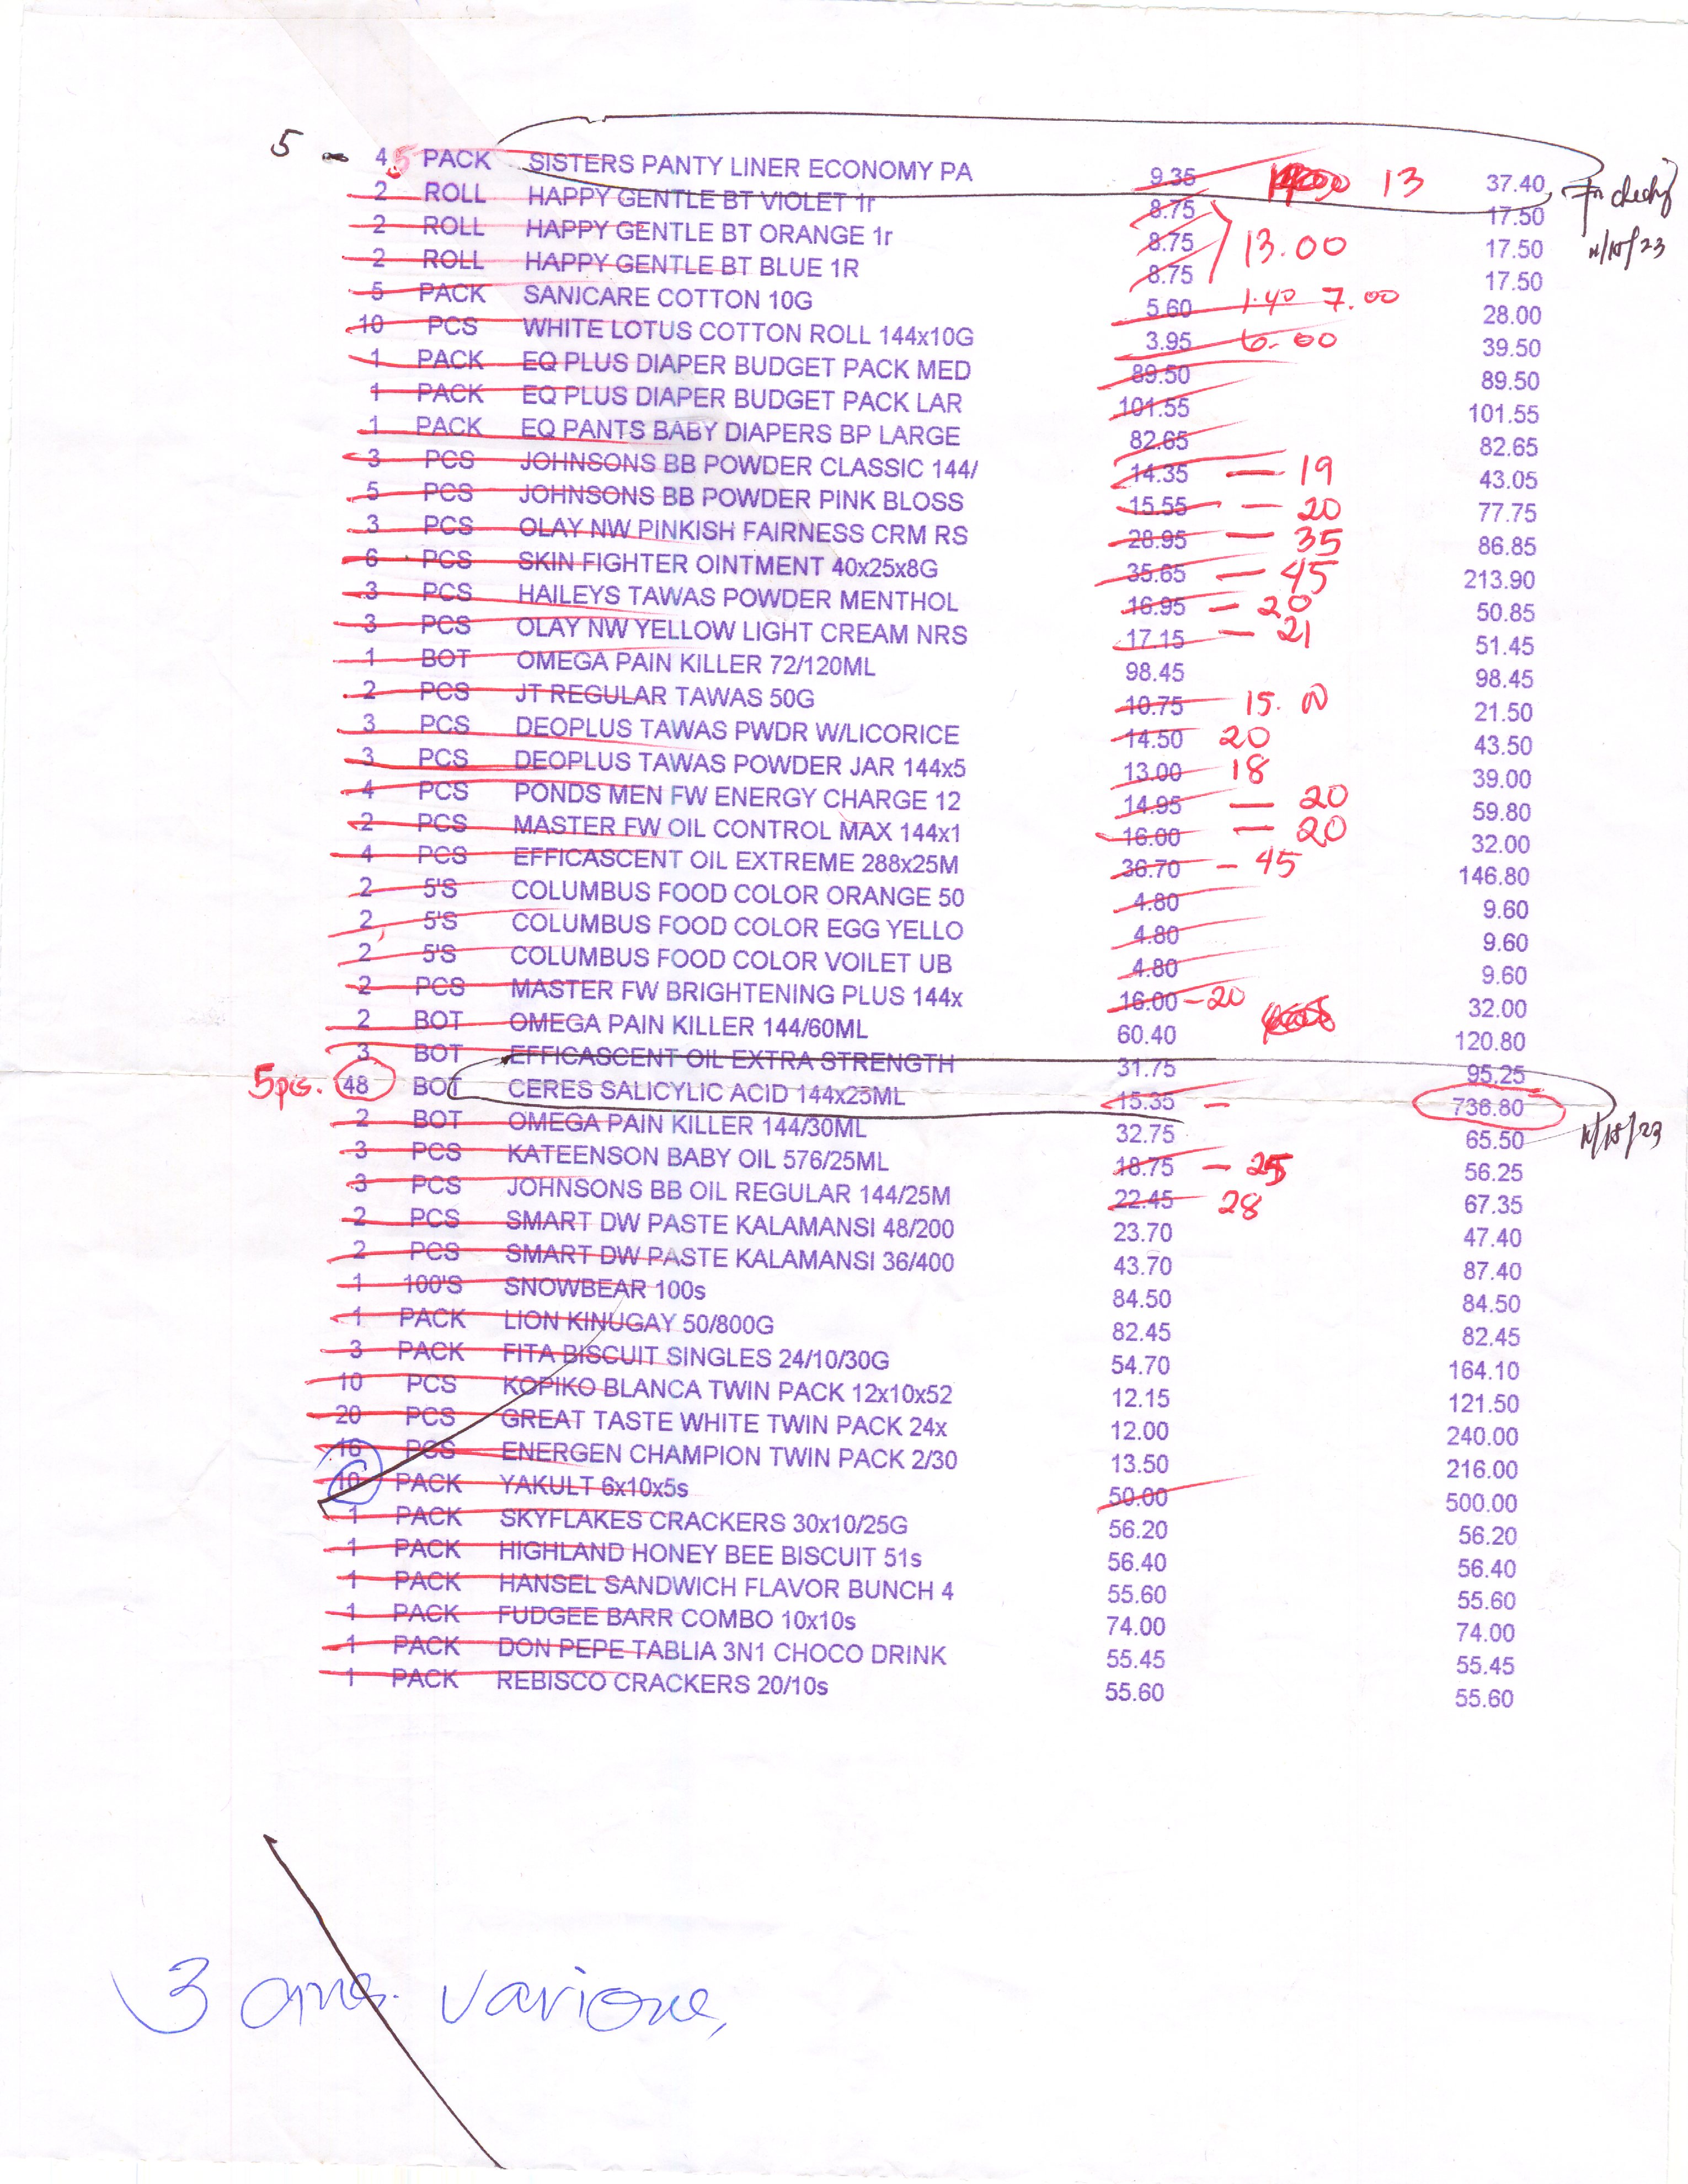 5 - 4 5 PACK SISTERS PANTY LINER ECONOMY PA 9.35 13 37.40
2 ROLL HAPPY GENTLE BT VIOLET 1r 8.75 17.50
2 ROLL HAPPY GENTLE BT ORANGE 1r 8.75 13.00 17.50 11/18/23
2 ROLL HAPPY GENTLE BT BLUE 1R 8.75 17.50
5 PACK SANICARE COTTON 10G 5.60 1.40 7.00 28.00
10 PCS WHITE LOTUS COTTON ROLL 144x10G 3.95 6.00 39.50
1 PACK EQ PLUS DIAPER BUDGET PACK MED 89.50 89.50
1 PACK EQ PLUS DIAPER BUDGET PACK LAR 101.55 101.55
1 PACK EQ PANTS BABY DIAPERS BP LARGE 82.65 82.65
3 PCS JOHNSONS BB POWDER CLASSIC 144/ 14.35 — 19 43.05
5 PCS JOHNSONS BB POWDER PINK BLOSS 15.55 — 20 77.75
3 PCS OLAY NW PINKISH FAIRNESS CRM RS 28.95 — 35 86.85
6 PCS SKIN FIGHTER OINTMENT 40x25x8G 35.65 — 45 213.90
3 PCS HAILEYS TAWAS POWDER MENTHOL 16.95 — 20 50.85
3 PCS OLAY NW YELLOW LIGHT CREAM NRS 17.15 — 21 51.45
1 BOT OMEGA PAIN KILLER 72/120ML 98.45 98.45
2 PCS JT REGULAR TAWAS 50G 10.75 15.00 21.50
3 PCS DEOPLUS TAWAS PWDR W/LICORICE 14.50 20 43.50
3 PCS DEOPLUS TAWAS POWDER JAR 144x5 13.00 18 39.00
4 PCS PONDS MEN FW ENERGY CHARGE 12 14.95 — 20 59.80
2 PCS MASTER FW OIL CONTROL MAX 144x1 16.00 — 20 32.00
4 PCS EFFICASCENT OIL EXTREME 288x25M 36.70 — 45 146.80
2 5'S COLUMBUS FOOD COLOR ORANGE 50 4.80 9.60
2 5'S COLUMBUS FOOD COLOR EGG YELLO 4.80 9.60
2 5'S COLUMBUS FOOD COLOR VOILET UB 4.80 9.60
2 PCS MASTER FW BRIGHTENING PLUS 144x 16.00 - 20 32.00
2 BOT OMEGA PAIN KILLER 144/60ML 60.40 120.80
3 BOT EFFICASCENT OIL EXTRA STRENGTH 31.75 95.25
5pcs. 48 BOT CERES SALICYLIC ACID 144x25ML 15.35 — 736.80 11/18/23
2 BOT OMEGA PAIN KILLER 144/30ML 32.75 65.50
3 PCS KATEENSON BABY OIL 576/25ML 18.75 — 25 56.25
3 PCS JOHNSONS BB OIL REGULAR 144/25M 22.45 28 67.35
2 PCS SMART DW PASTE KALAMANSI 48/200 23.70 47.40
2 PCS SMART DW PASTE KALAMANSI 36/400 43.70 87.40
1 100'S SNOWBEAR 100s 84.50 84.50
1 PACK LION KINUGAY 50/800G 82.45 82.45
3 PACK FITA BISCUIT SINGLES 24/10/30G 54.70 164.10
10 PCS KOPIKO BLANCA TWIN PACK 12x10x52 12.15 121.50
20 PCS GREAT TASTE WHITE TWIN PACK 24x 12.00 240.00
16 PCS ENERGEN CHAMPION TWIN PACK 2/30 13.50 216.00
10 PACK YAKULT 6x10x5s 50.00 500.00
1 PACK SKYFLAKES CRACKERS 30x10/25G 56.20 56.20
1 PACK HIGHLAND HONEY BEE BISCUIT 51s 56.40 56.40
1 PACK HANSEL SANDWICH FLAVOR BUNCH 4 55.60 55.60
1 PACK FUDGEE BARR COMBO 10x10s 74.00 74.00
1 PACK DON PEPE TABLIA 3N1 CHOCO DRINK 55.45 55.45
1 PACK REBISCO CRACKERS 20/10s 55.60 55.60
3